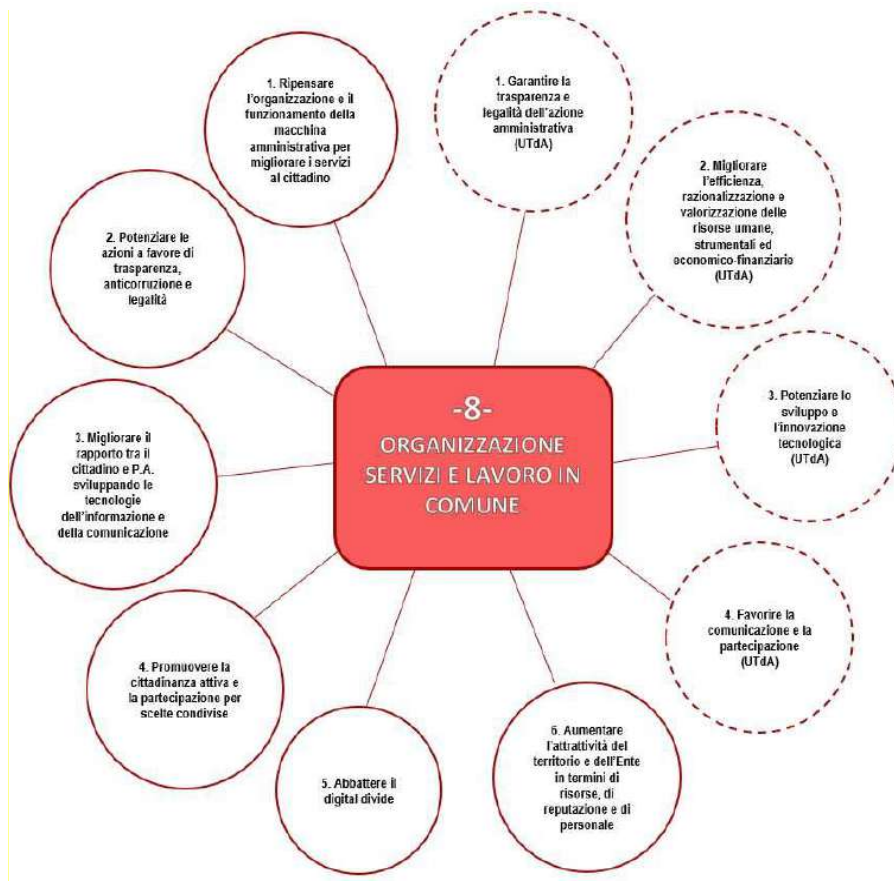 1. Ripensare
l'organizzazione e il
funzionamento della
macchina
amministrativa per
migliorare i servizi
al cittadino
2. Potenziare le
azioni a favore di
trasparenza,
anticorruzione e
legalità
3. Migliorare il
rapporto tra il
cittadino e P.A.
sviluppando le
tecnologie
dell'informazione e
della comunicazione
4. Promuovere la
cittadinanza attiva e
la partecipazione per
scelte condivise
5. Abbattere il
digital divide
6. Aumentare
l'attrattività del
territorio e dell'Ente
in termini di
risorse, di
reputazione e di
personale
-8-
ORGANIZZAZIONE
SERVIZI E LAVORO IN
COMUNE
1. Garantire la
trasparenza e
legalità dell'azione
amministrativa
(UTdA)
2. Migliorare
l'efficienza,
razionalizzazione e
valorizzazione delle
risorse umane,
strumentali ed
economico-finanziarie
(UTdA)
3. Potenziare lo
sviluppo e
l'innovazione
tecnologica
(UTdA)
4. Favorire la
comunicazione e la
partecipazione
(UTdA)